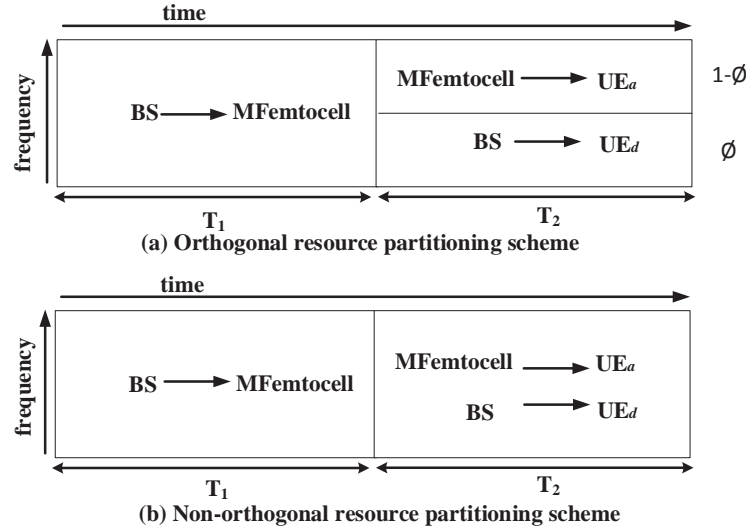 time
frequency
BS MFemtocell
MFemtocell UEa
1-Ø
BS UEd
Ø
T1 T2
(a) Orthogonal resource partitioning scheme
time
frequency
BS MFemtocell
MFemtocell UEa
BS UEd
T1 T2
(b) Non-orthogonal resource partitioning scheme